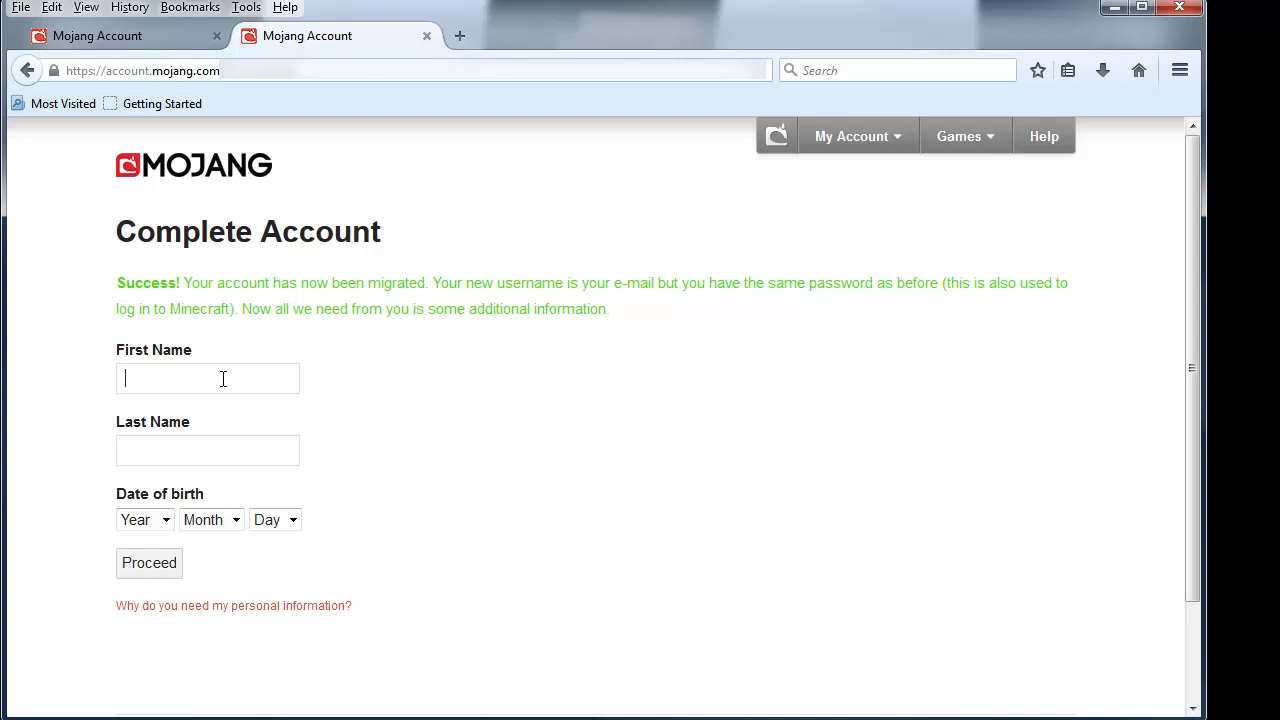 File Edit View History Bookmarks Tools Help
Mojang Account Mojang Account
https://account.mojang.com Search
Most Visited Getting Started
My Account Games Help
MOJANG
Complete Account
Success! Your account has now been migrated. Your new username is your e-mail but you have the same password as before (this is also used to
log in to Minecraft). Now all we need from you is some additional information.
First Name
Last Name
Date of birth
Year Month Day
Proceed
Why do you need my personal information?